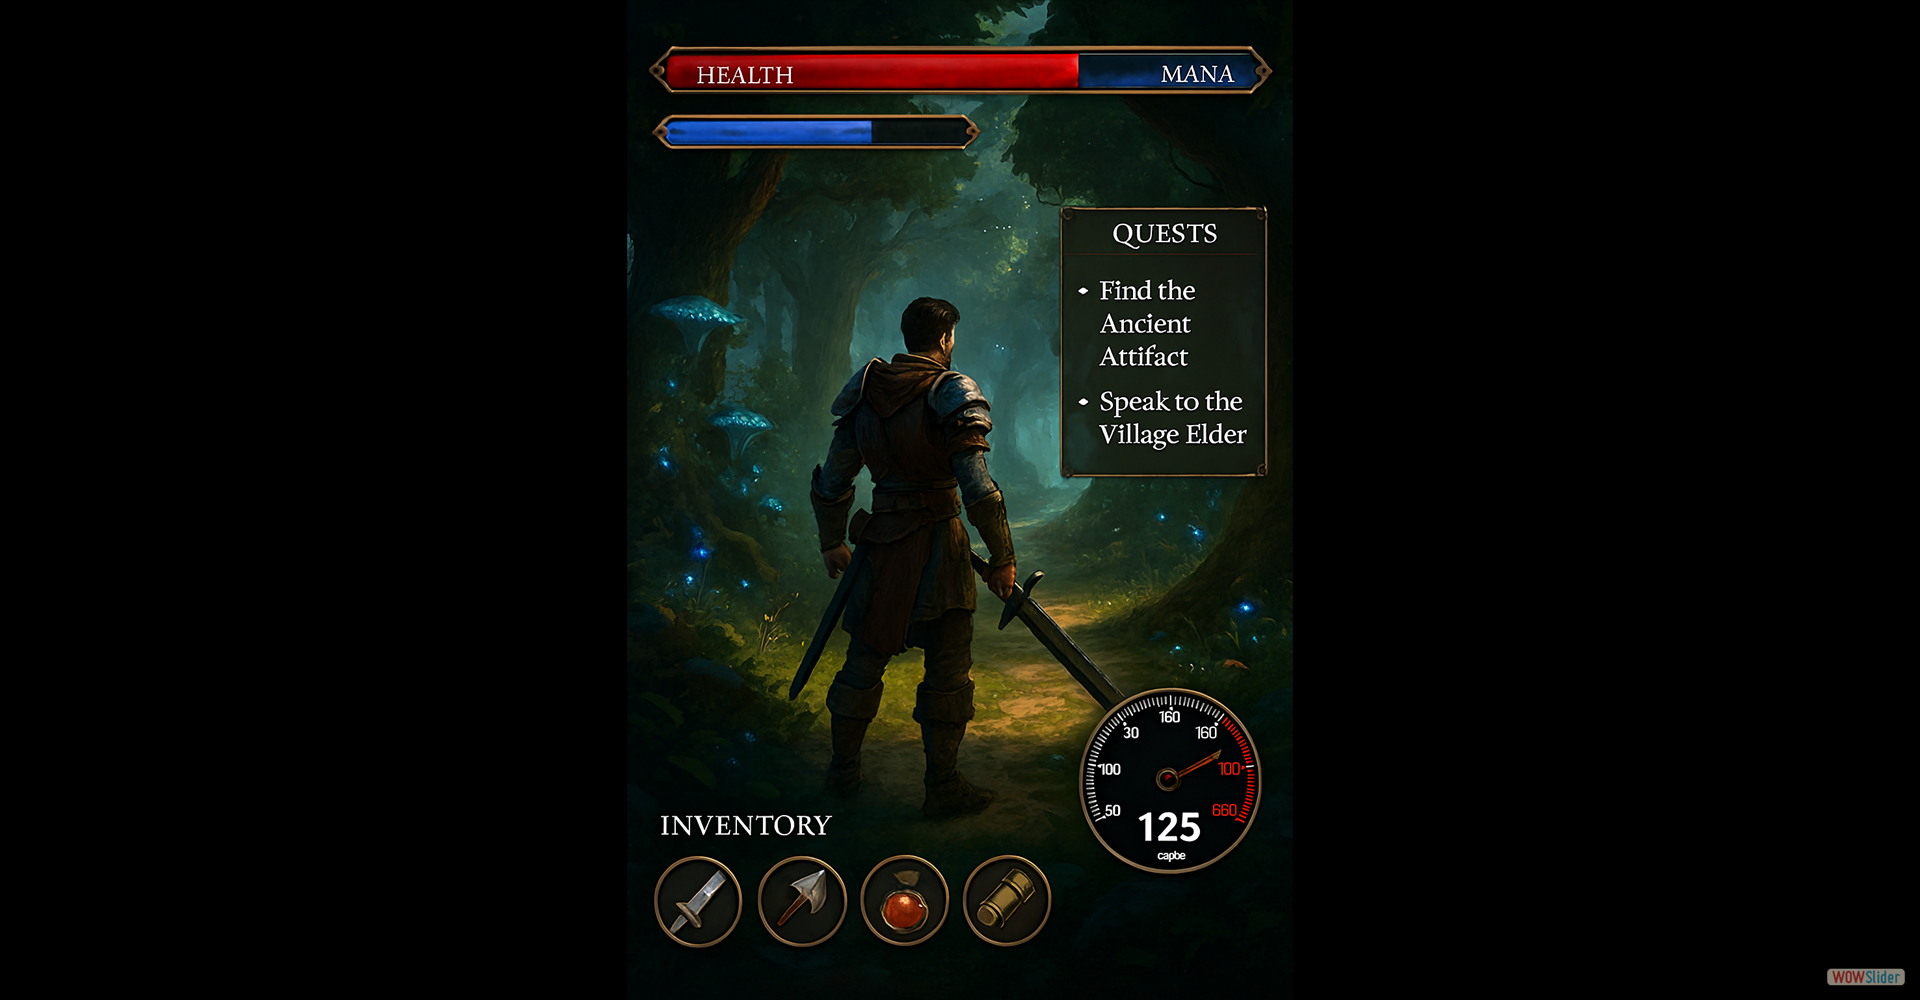 HEALTH MANA
QUESTS
• Find the
Ancient
Attifact
• Speak to the
Village Elder
160
30 160
100 100
50 660
125
capbe
INVENTORY
WOWSlider